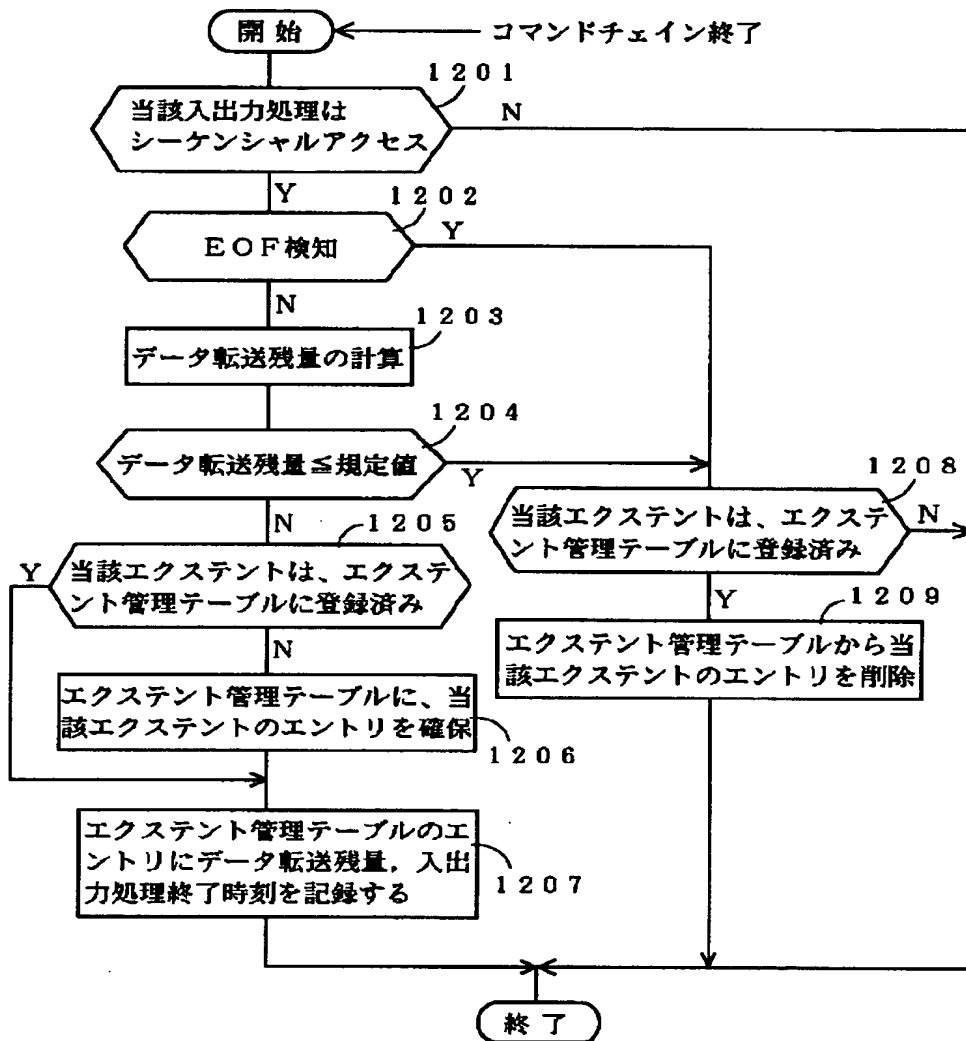 開始
コマンドチェイン終了
1201
当該入出力処理は
シーケンシャルアクセス
N
Y
1202
EOF検知
Y
N
1203
データ転送残量の計算
1204
データ転送残量≦規定値
Y
N
1205
当該エクステントは、エクステ
ント管理テーブルに登録済み
Y
N
エクステント管理テーブルに、当
該エクステントのエントリを確保
1206
エクステント管理テーブルのエ
ントリにデータ転送残量，入出
力処理終了時刻を記録する
1207
1208
当該エクステントは、エクステ
ント管理テーブルに登録済み
N
Y
1209
エクステント管理テーブルから当
該エクステントのエントリを削除
終了